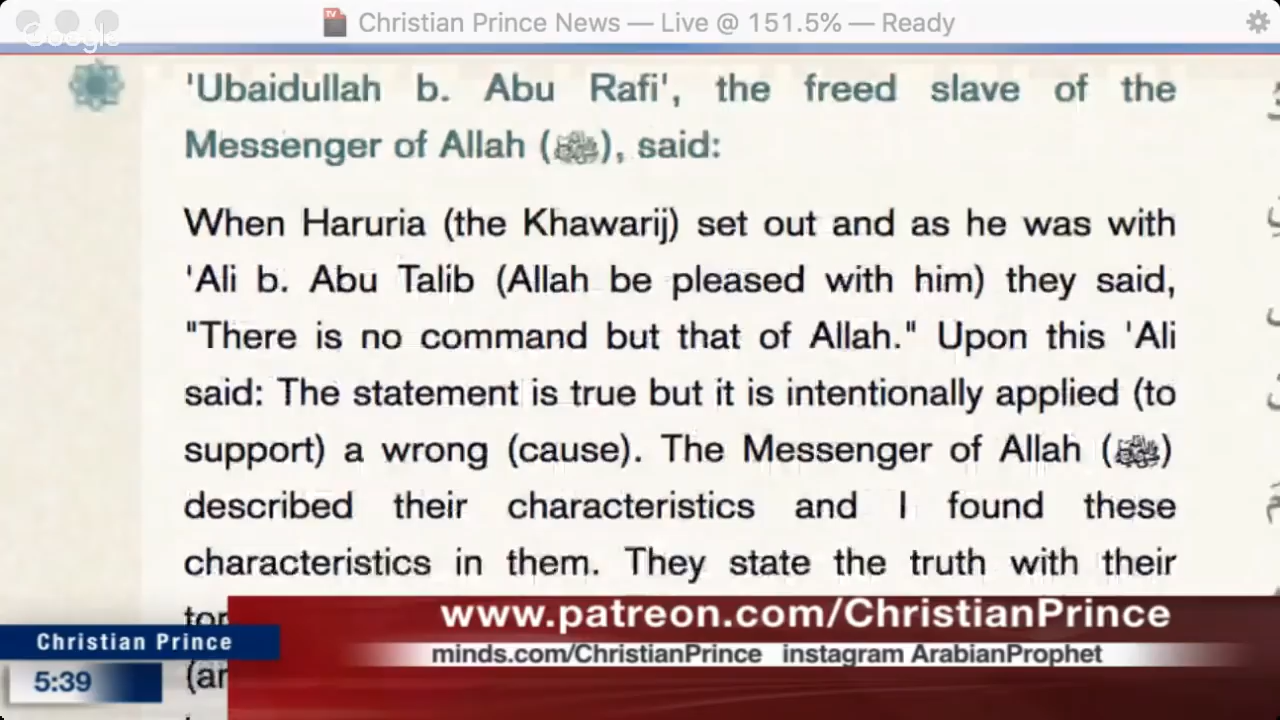 Christian Prince News — Live @ 151.5% — Ready
Google
'Ubaidullah b. Abu Rafi', the freed slave of the
Messenger of Allah (ﷺ), said:
When Haruria (the Khawarij) set out and as he was with
'Ali b. Abu Talib (Allah be pleased with him) they said,
"There is no command but that of Allah." Upon this 'Ali
said: The statement is true but it is intentionally applied (to
support) a wrong (cause). The Messenger of Allah (ﷺ)
described their characteristics and I found these
characteristics in them. They state the truth with their
www.patreon.com/ChristianPrince
Christian Prince
minds.com/ChristianPrince instagram ArabianProphet
5:39